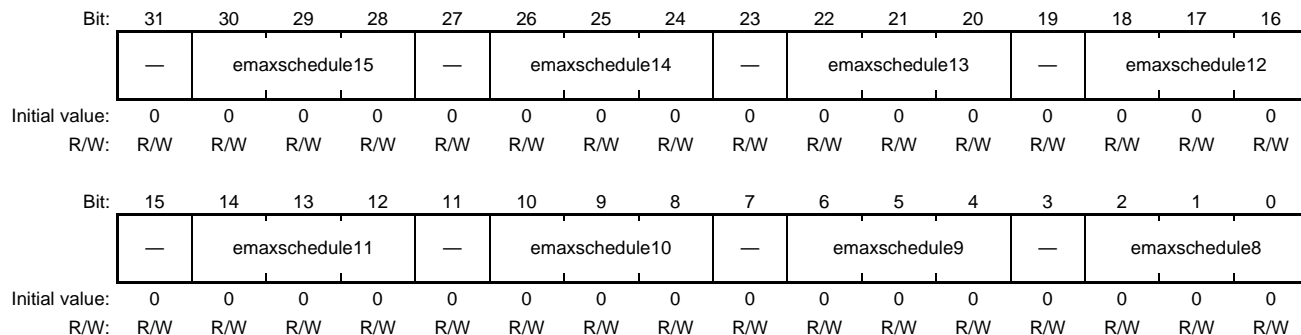 Bit: 31 30 29 28 27 26 25 24 23 22 21 20 19 18 17 16
— emaxschedule15 — emaxschedule14 — emaxschedule13 — emaxschedule12
Initial value: 0 0 0 0 0 0 0 0 0 0 0 0 0 0 0 0
R/W: R/W R/W R/W R/W R/W R/W R/W R/W R/W R/W R/W R/W R/W R/W R/W R/W
Bit: 15 14 13 12 11 10 9 8 7 6 5 4 3 2 1 0
— emaxschedule11 — emaxschedule10 — emaxschedule9 — emaxschedule8
Initial value: 0 0 0 0 0 0 0 0 0 0 0 0 0 0 0 0
R/W: R/W R/W R/W R/W R/W R/W R/W R/W R/W R/W R/W R/W R/W R/W R/W R/W